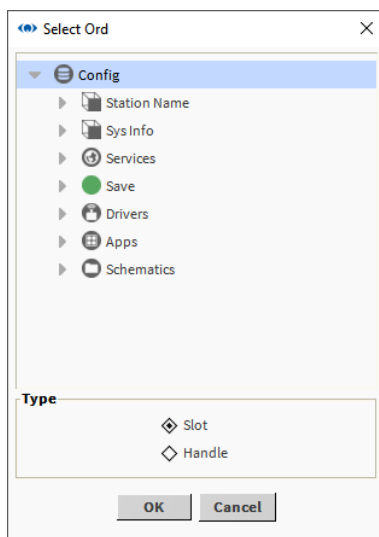 Select Ord
Config
Station Name
Sys Info
Services
Save
Drivers
Apps
Schematics
Type
Slot
Handle
OK
Cancel